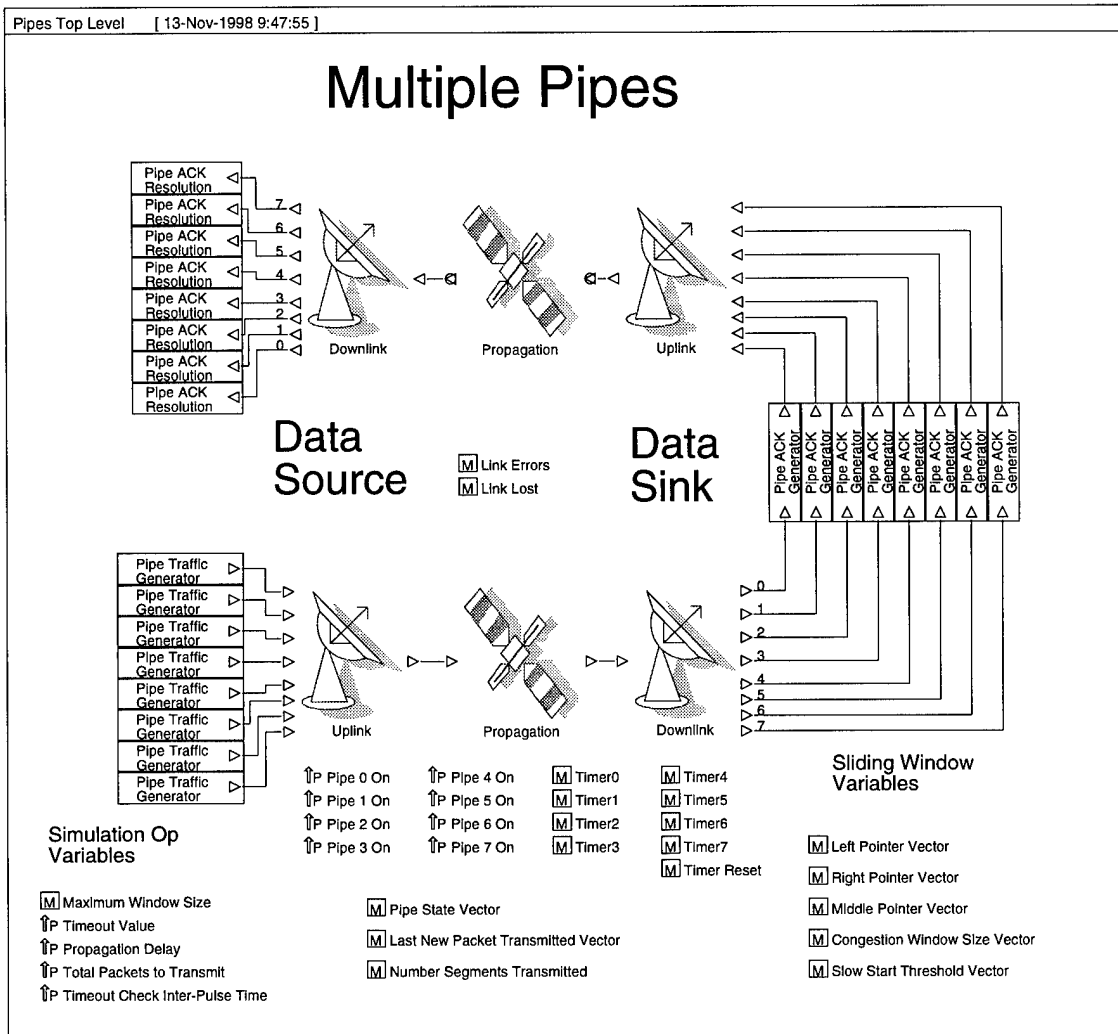 Pipes Top Level [ 13-Nov-1998 9:47:55 ]
Multiple Pipes
Pipe ACK
Resolution
Pipe ACK
Resolution
Pipe ACK
Resolution
Pipe ACK
Resolution
Pipe ACK
Resolution
Pipe ACK
Resolution
Pipe ACK
Resolution
Pipe ACK
Resolution
7
6
5
4
3
2
1
0
Downlink
Propagation
Uplink
Data
Source
M Link Errors
M Link Lost
Data
Sink
Pipe ACK
Generator
Pipe ACK
Generator
Pipe ACK
Generator
Pipe ACK
Generator
Pipe ACK
Generator
Pipe ACK
Generator
Pipe ACK
Generator
Pipe ACK
Generator
Pipe Traffic
Generator
Pipe Traffic
Generator
Pipe Traffic
Generator
Pipe Traffic
Generator
Pipe Traffic
Generator
Pipe Traffic
Generator
Pipe Traffic
Generator
Pipe Traffic
Generator
Uplink
Propagation
Downlink
0
1
2
3
4
5
6
7
⇑P Pipe 0 On
⇑P Pipe 1 On
⇑P Pipe 2 On
⇑P Pipe 3 On
⇑P Pipe 4 On
⇑P Pipe 5 On
⇑P Pipe 6 On
⇑P Pipe 7 On
M Timer0
M Timer1
M Timer2
M Timer3
M Timer4
M Timer5
M Timer6
M Timer7
M Timer Reset
Simulation Op
Variables
M Maximum Window Size
⇑P Timeout Value
⇑P Propagation Delay
⇑P Total Packets to Transmit
⇑P Timeout Check Inter-Pulse Time
M Pipe State Vector
M Last New Packet Transmitted Vector
M Number Segments Transmitted
Sliding Window
Variables
M Left Pointer Vector
M Right Pointer Vector
M Middle Pointer Vector
M Congestion Window Size Vector
M Slow Start Threshold Vector